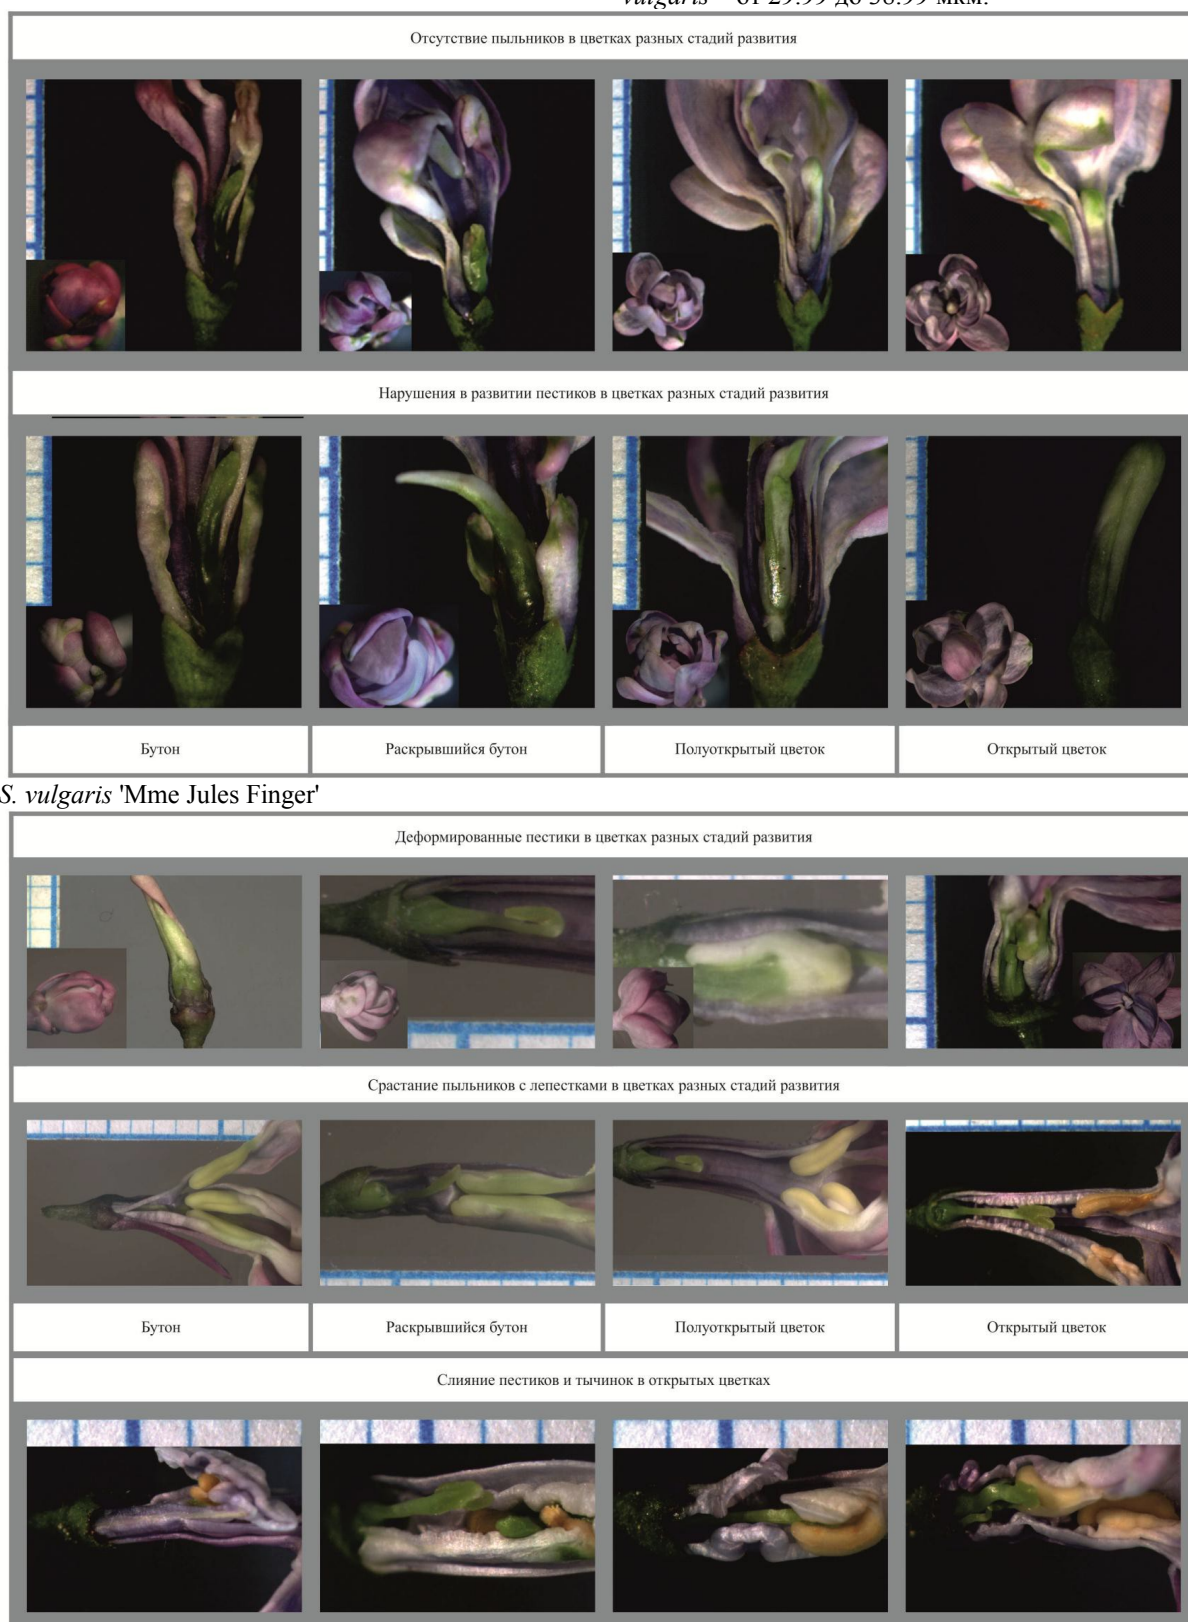 vulgaris – от 29.99 до 38.99 мкм.
Отсутствие пыльников в цветках разных стадий развития
Нарушения в развитии пестиков в цветках разных стадий развития
Бутон
Раскрывшийся бутон
Полуоткрытый цветок
Открытый цветок
S. vulgaris 'Mme Jules Finger'
Деформированные пестики в цветках разных стадий развития
Срастание пыльников с лепестками в цветках разных стадий развития
Бутон
Раскрывшийся бутон
Полуоткрытый цветок
Открытый цветок
Слияние пестиков и тычинок в открытых цветках